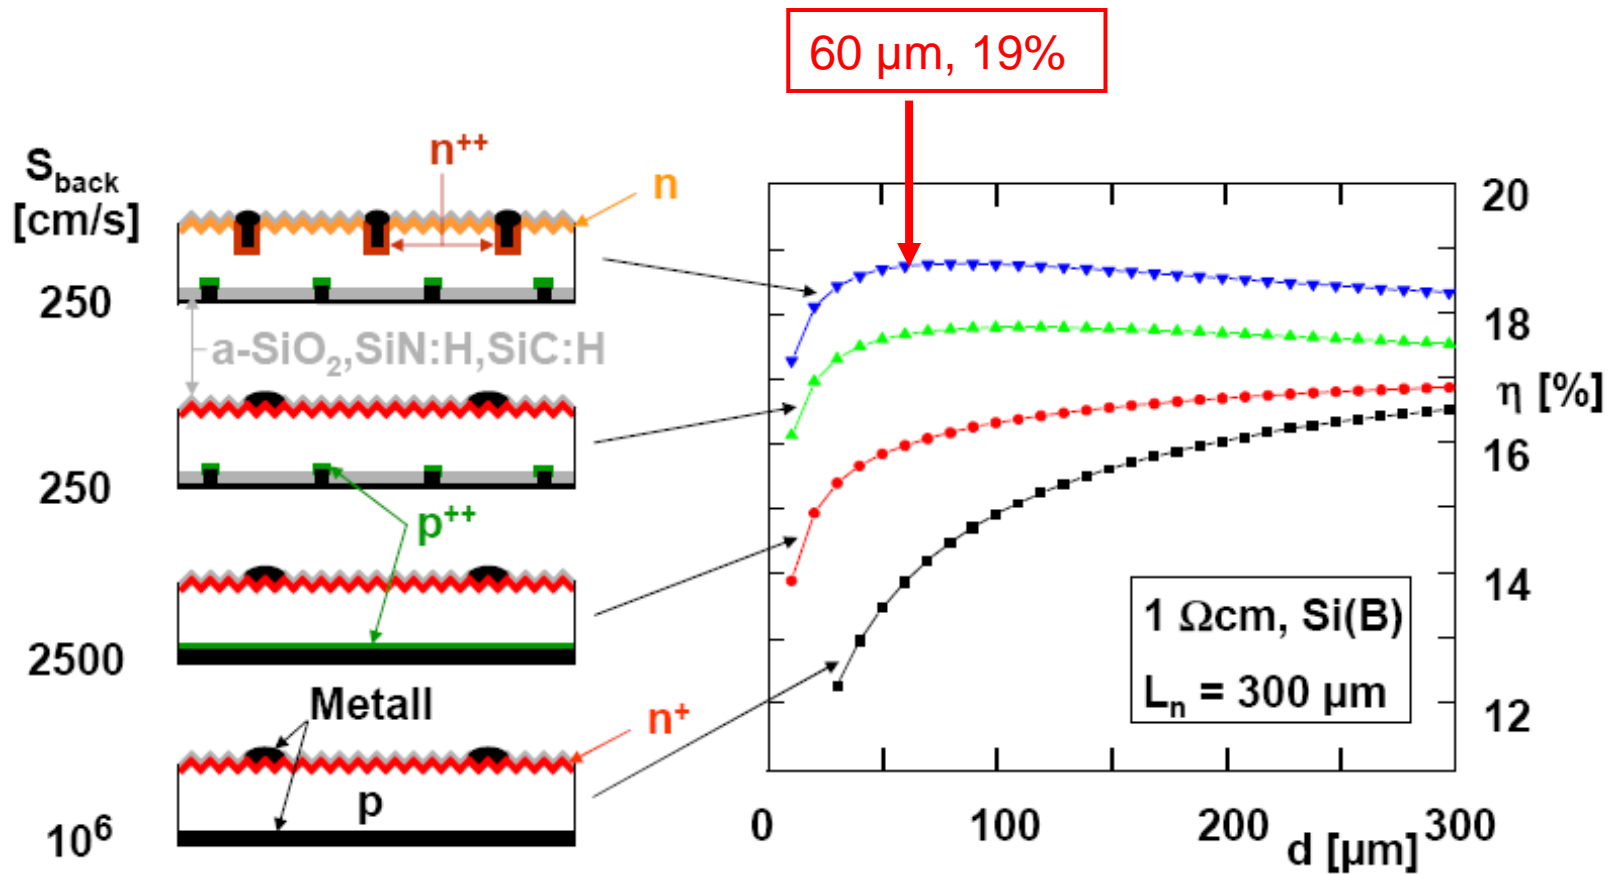 60 µm, 19%
S_back
[cm/s]
n⁺⁺
n
250
a-SiO₂,SiN:H,SiC:H
250
p⁺⁺
2500
Metall
n⁺
p
10⁶
20
18
η [%]
16
14
12
1 Ωcm, Si(B)
Lₙ = 300 µm
0
100
200
300
d [µm]